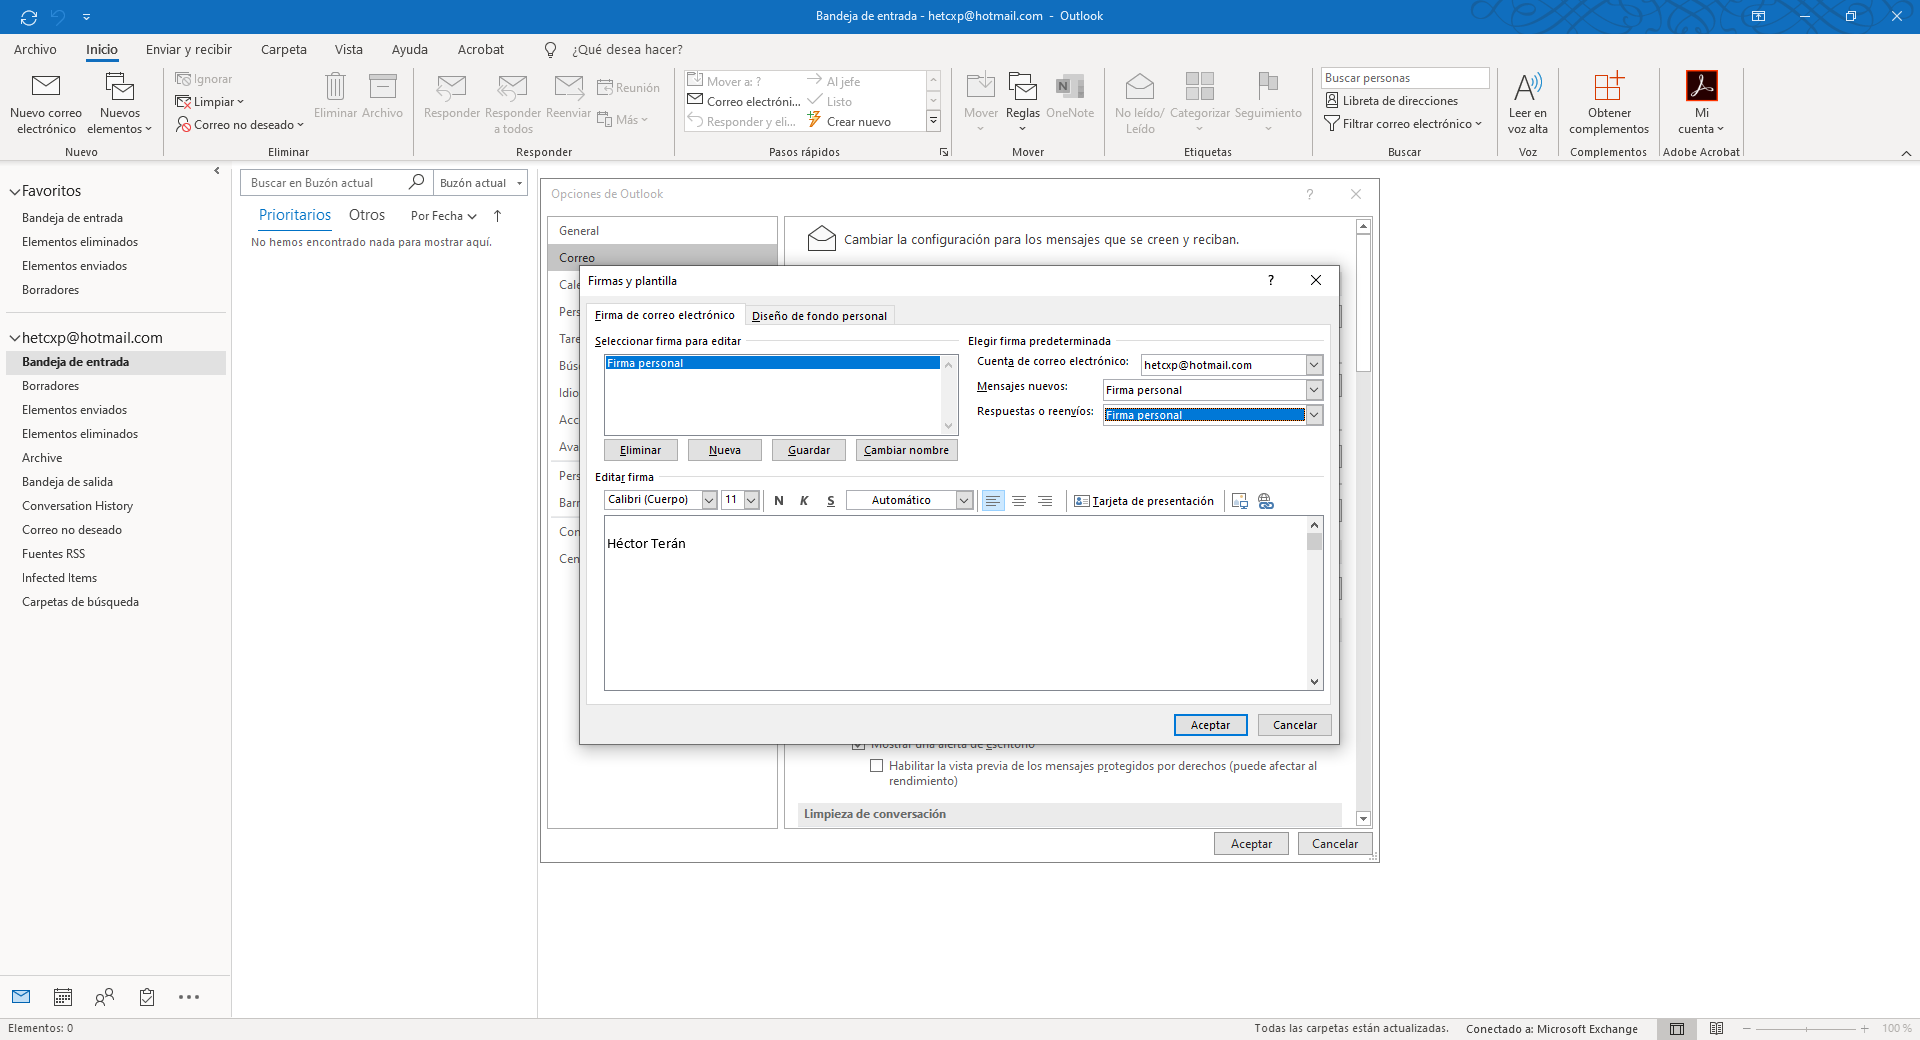 Bandeja de entrada - hetcxp@hotmail.com - Outlook
Archivo Inicio Enviar y recibir Carpeta Vista Ayuda Acrobat ¿Qué desea hacer?
Nuevo correo electrónico
Nuevos elementos
Nuevo
Ignorar
Limpiar
Correo no deseado
Eliminar
Archivo
Eliminar
Responder
Responder a todos
Reenviar
Reunión
Más
Responder
Mover a: ?
Correo electróni...
Responder y eli...
Al jefe
Listo
Crear nuevo
Pasos rápidos
Mover
Reglas
OneNote
Mover
No leído/ Leído
Categorizar
Seguimiento
Etiquetas
Buscar personas
Libreta de direcciones
Filtrar correo electrónico
Buscar
Leer en voz alta
Voz
Obtener complementos
Complementos
Mi cuenta
Adobe Acrobat
Favoritos
Bandeja de entrada
Elementos eliminados
Elementos enviados
Borradores
hetcxp@hotmail.com
Bandeja de entrada
Borradores
Elementos enviados
Elementos eliminados
Archive
Bandeja de salida
Conversation History
Correo no deseado
Fuentes RSS
Infected Items
Carpetas de búsqueda
Buscar en Buzón actual
Buzón actual
Prioritarios Otros Por Fecha
No hemos encontrado nada para mostrar aquí.
Opciones de Outlook
?
General
Correo
Cale
Pers
Tare
Búsc
Idio
Acc
Ava
Pers
Barr
Con
Cen
Cambiar la configuración para los mensajes que se creen y reciban.
Firmas y plantilla
?
Firma de correo electrónico
Diseño de fondo personal
Seleccionar firma para editar
Firma personal
Eliminar Nueva Guardar Cambiar nombre
Elegir firma predeterminada
Cuenta de correo electrónico: hetcxp@hotmail.com
Mensajes nuevos: Firma personal
Respuestas o reenvíos: Firma personal
Editar firma
Calibri (Cuerpo) 11 N K S Automático Tarjeta de presentación
Héctor Terán
Aceptar Cancelar
Mostrar una alerta de escritorio
Habilitar la vista previa de los mensajes protegidos por derechos (puede afectar al
rendimiento)
Limpieza de conversación
Aceptar Cancelar
Elementos: 0
Todas las carpetas están actualizadas. Conectado a: Microsoft Exchange
100 %